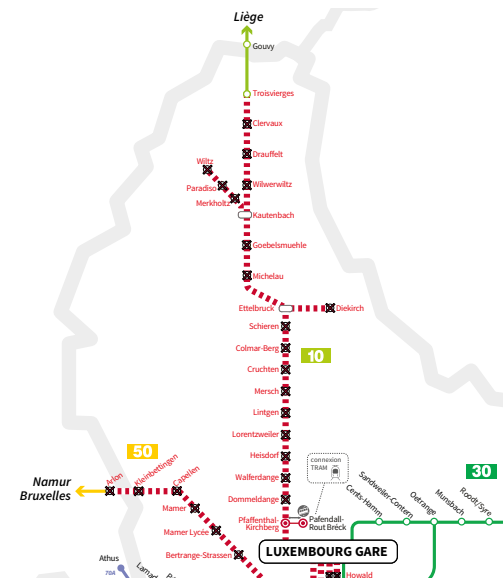 Liège
Gouvy
Troisvierges
Clervaux
Drauffelt
Wiltz
Paradiso
Wilwerwiltz
Merkholtz
Kautenbach
Goebelsmuehle
Michelau
Ettelbruck
Diekirch
Schieren
Colmar-Berg
10
Cruchten
Mersch
Lintgen
Lorentzweiler
50
Heisdorf
connexion
TRAM
30
Namur
Bruxelles
Arlon
Kleinbettingen
Capellen
Walferdange
Cents-Hamm
Sandweiler-Contern
Oetrange
Munsbach
Roodt/Syre
Mamer
Dommeldange
Pfaffenthal-
Kirchberg
Pafendall-
Rout Bréck
Mamer Lycée
Bertrange-Strassen
LUXEMBOURG GARE
Athus
70A
Howald